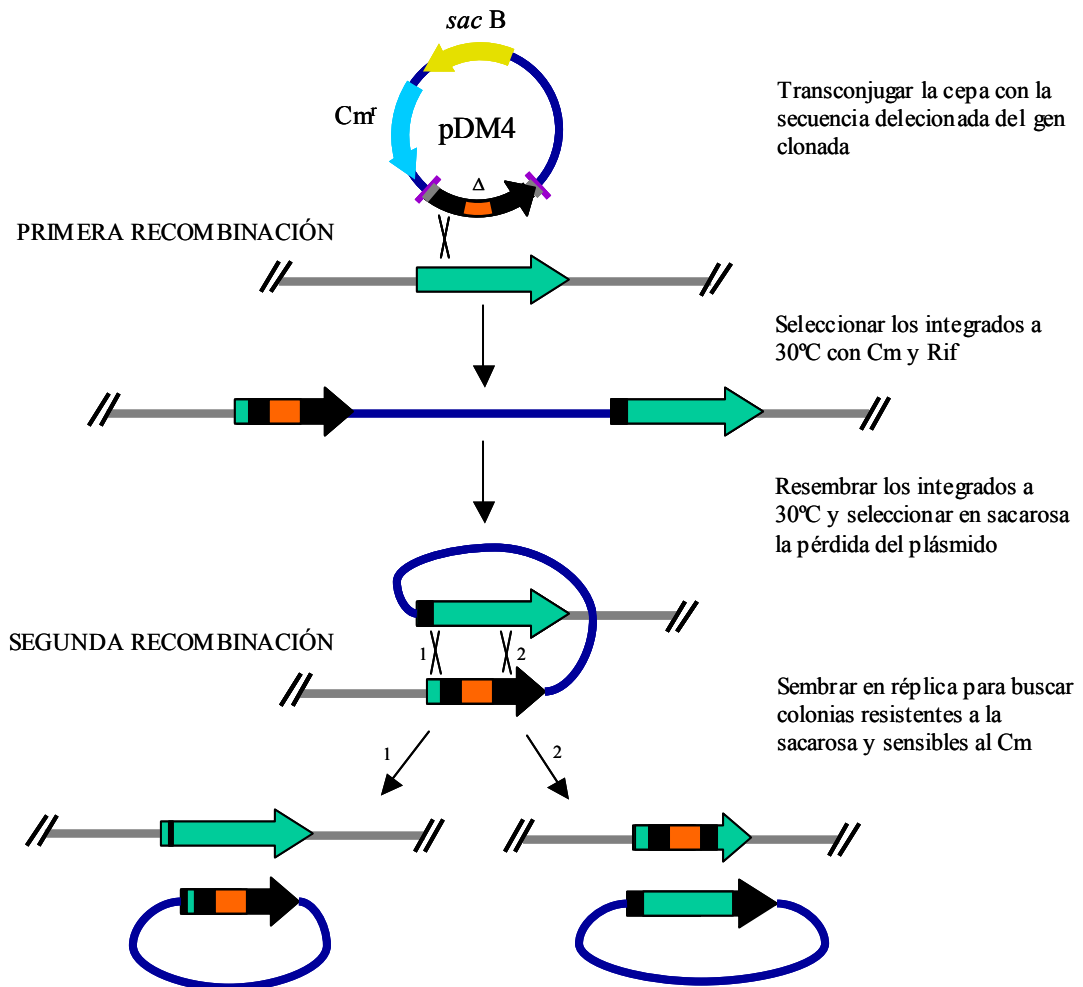 sac B
Cmʳ
pDM4
Δ
Transconjugar la cepa con la
secuencia delecionada del gen
clonada
PRIMERA RECOMBINACIÓN
Seleccionar los integrados a
30ºC con Cm y Rif
Resembrar los integrados a
30ºC y seleccionar en sacarosa
la pérdida del plásmido
SEGUNDA RECOMBINACIÓN
1
2
Sembrar en réplica para buscar
colonias resistentes a la
sacarosa y sensibles al Cm
1
2